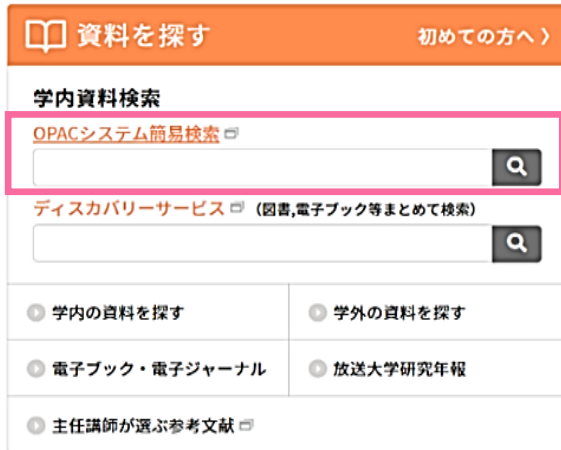 資料を探す 初めての方へ 〉
学内資料検索
OPACシステム簡易検索
ディスカバリーサービス (図書,電子ブック等まとめて検索)
学内の資料を探す 学外の資料を探す
電子ブック・電子ジャーナル 放送大学研究年報
主任講師が選ぶ参考文献